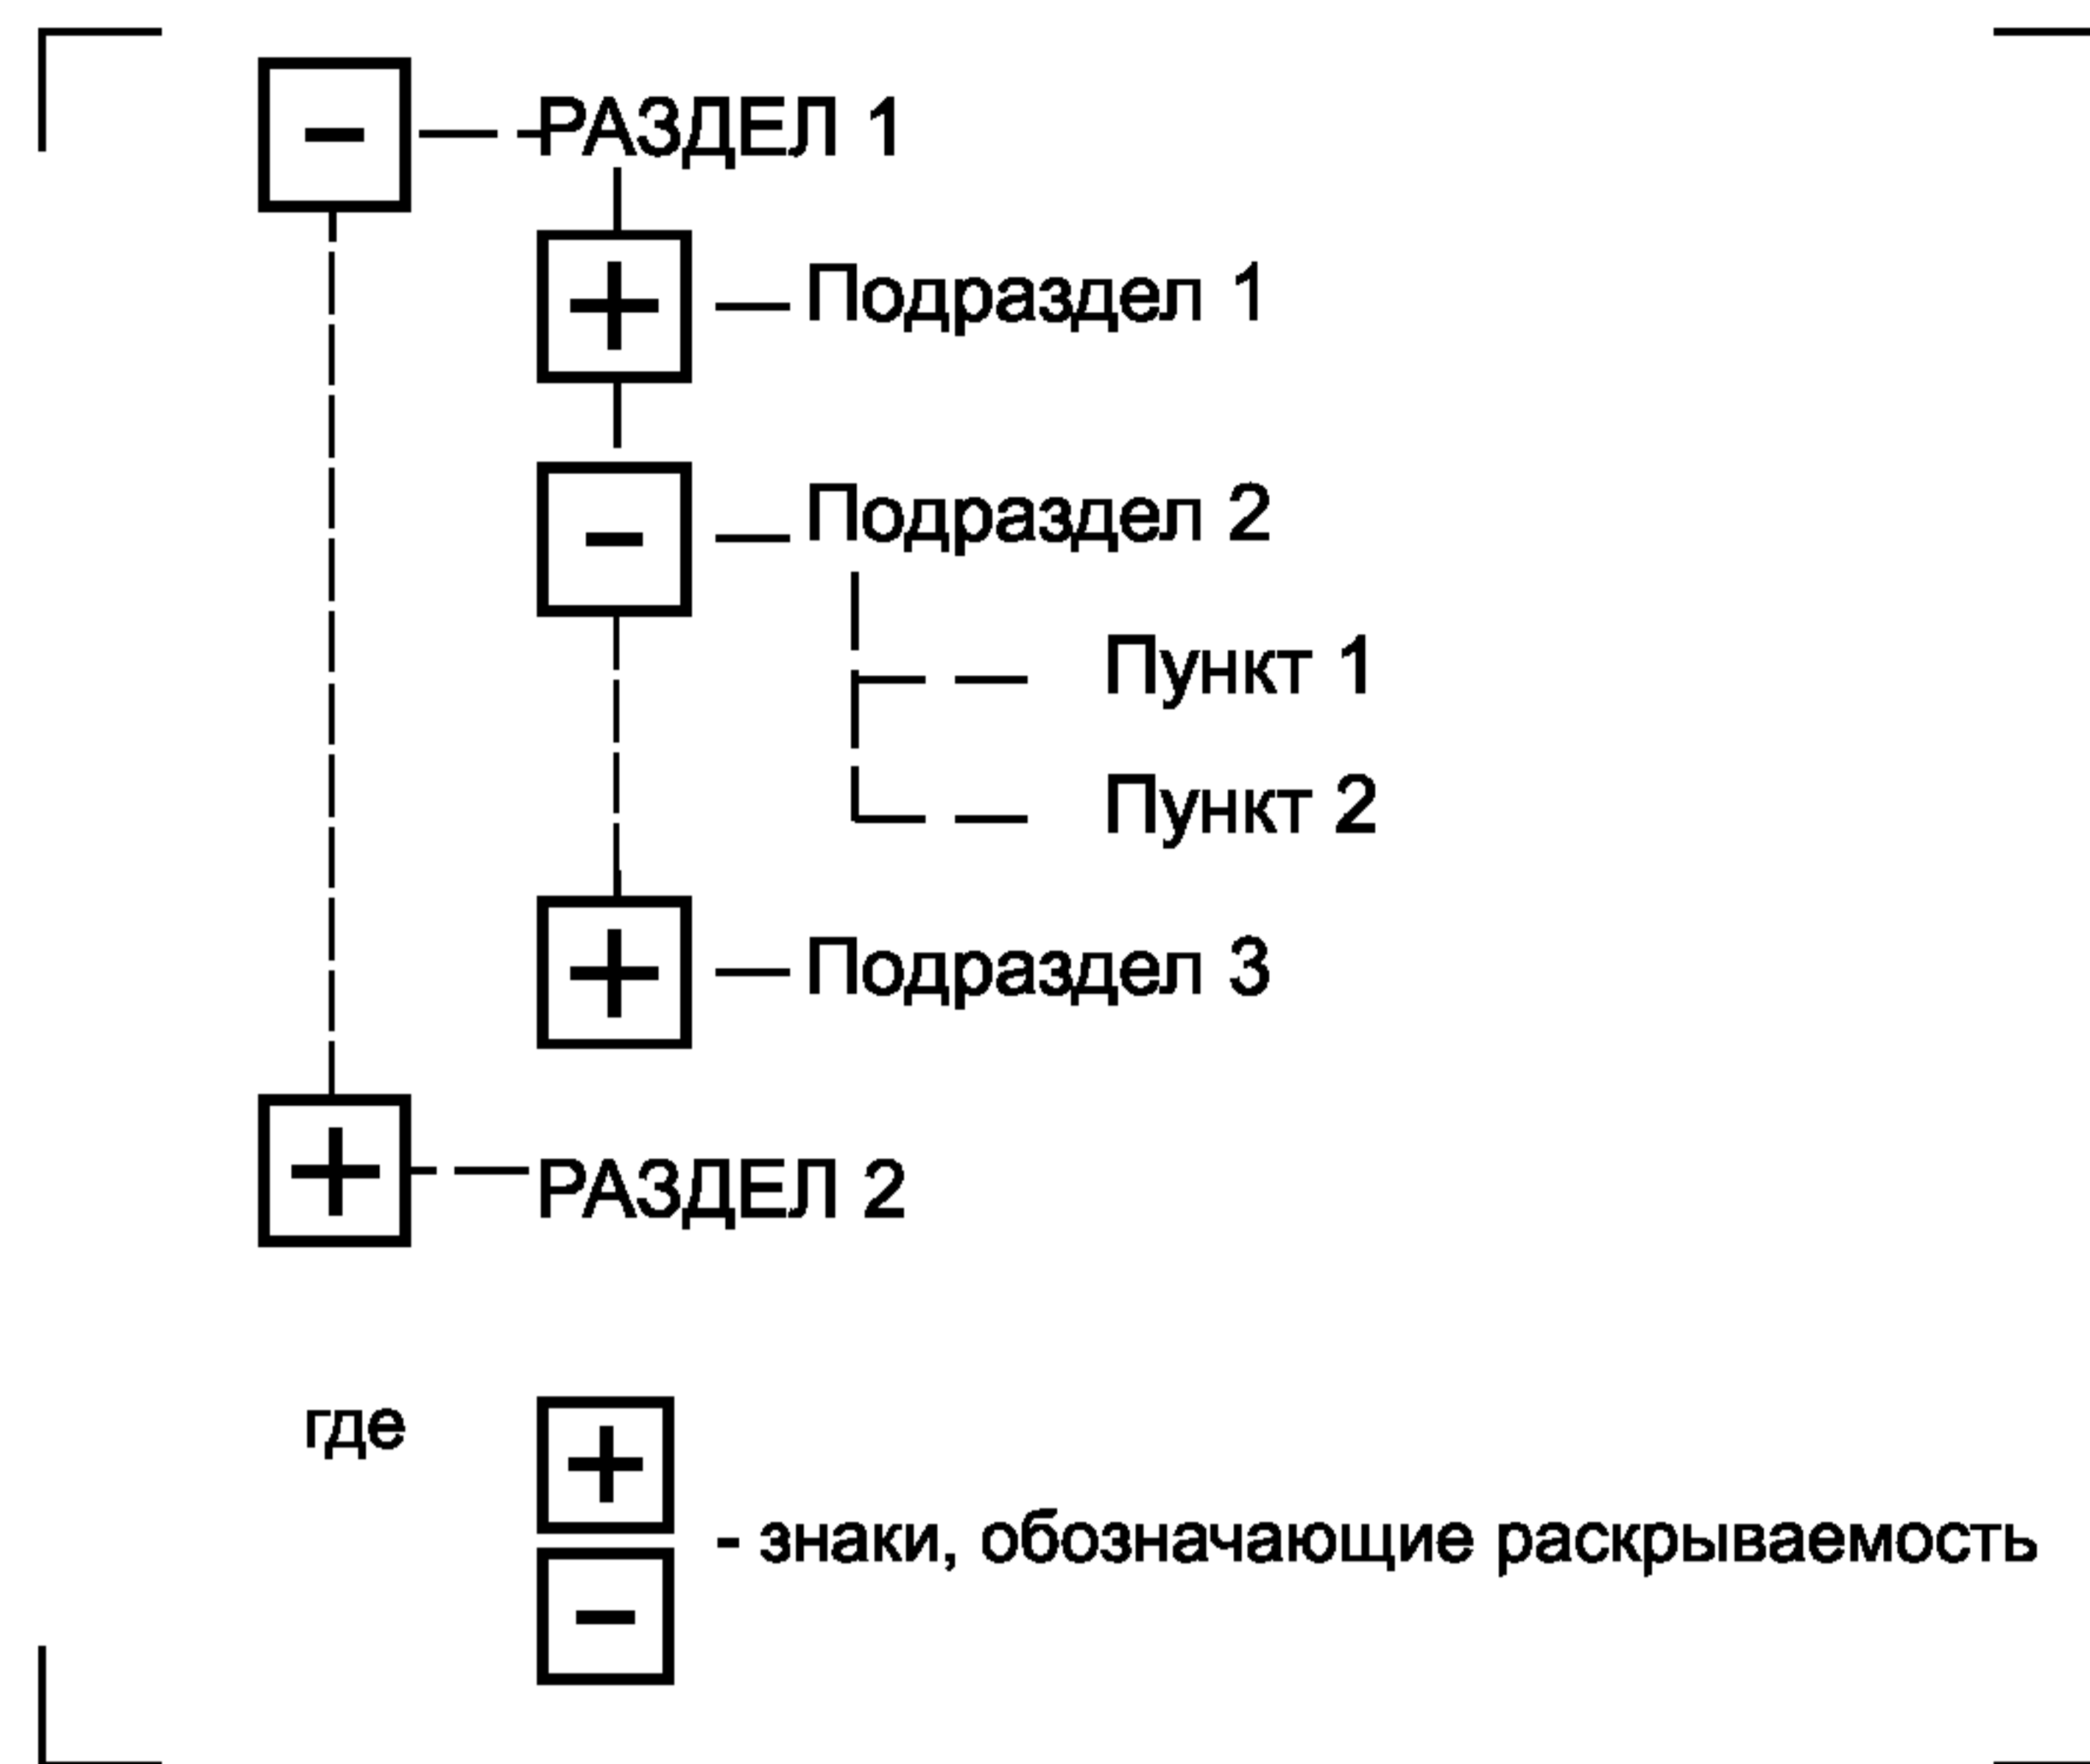 РАЗДЕЛ 1
Подраздел 1
Подраздел 2
Пункт 1
Пункт 2
Подраздел 3
РАЗДЕЛ 2
где
- знаки, обозначающие раскрываемость